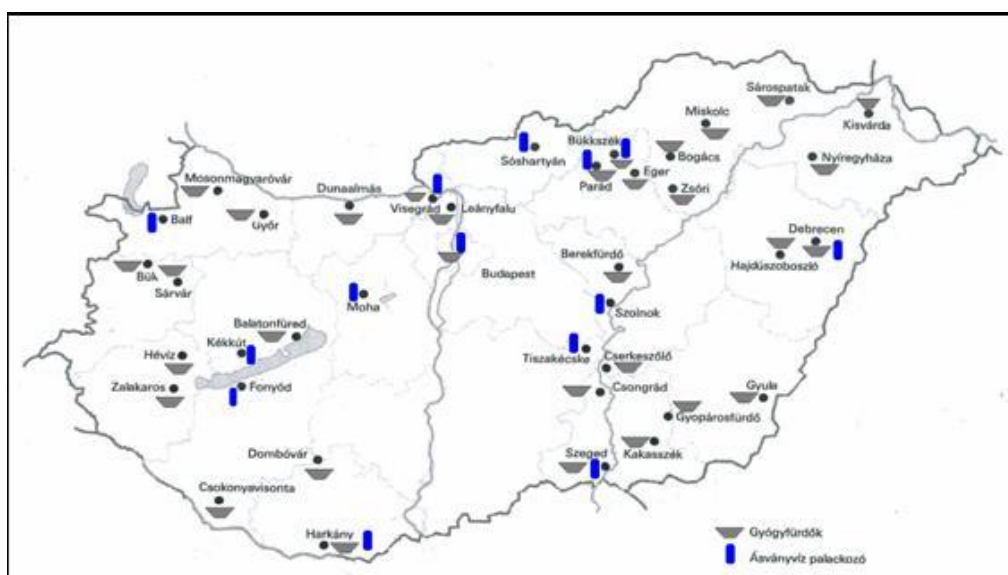 Sárospatak
Kisvárda
Miskolc
Bükkszék
Sóshartyán
Bogács
Nyíregyháza
Eger
Parád
Zsóri
Mosonmagyaróvár
Dunaalmás
Visegrád
Leányfalu
Balf
Győr
Debrecen
Hajdúszoboszló
Berekfürdő
Budapest
Bük
Sárvár
Moha
Szolnok
Balatonfüred
Kékkút
Hévíz
Tiszakécske
Cserkeszőlő
Zalakaros
Fonyód
Csongrád
Gyula
Gyopárosfürdő
Dombóvár
Szeged
Kakasszék
Csokonyavisonta
Harkány
Gyógyfürdők
Ásványvíz palackozó